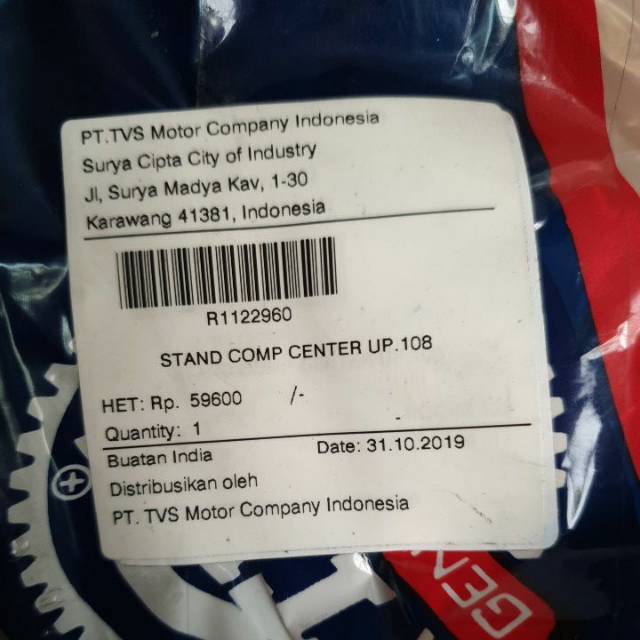 PT.TVS Motor Company Indonesia
Surya Cipta City of Industry
Jl, Surya Madya Kav, 1-30
Karawang 41381, Indonesia
R1122960
STAND COMP CENTER UP.108
HET: Rp. 59600 /-
Quantity: 1
Buatan India Date: 31.10.2019
Distribusikan oleh
PT. TVS Motor Company Indonesia
GEN